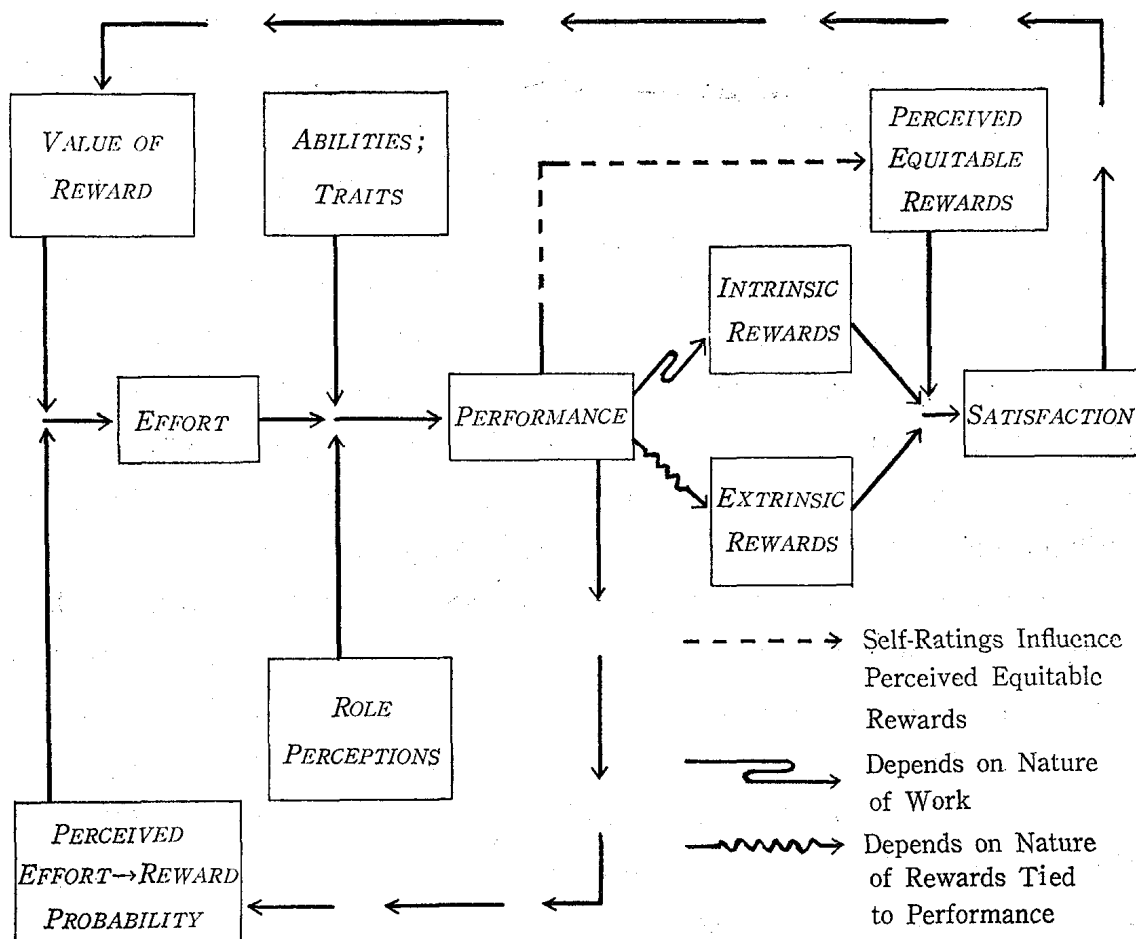 VALUE OF
REWARD
ABILITIES;
TRAITS
PERCEIVED
EQUITABLE
REWARDS
INTRINSIC
REWARDS
EFFORT
PERFORMANCE
SATISFACTION
EXTRINSIC
REWARDS
ROLE
PERCEPTIONS
PERCEIVED
EFFORT→REWARD
PROBABILITY
Self-Ratings Influence
Perceived Equitable
Rewards
Depends on Nature
of Work
Depends on Nature
of Rewards Tied
to Performance